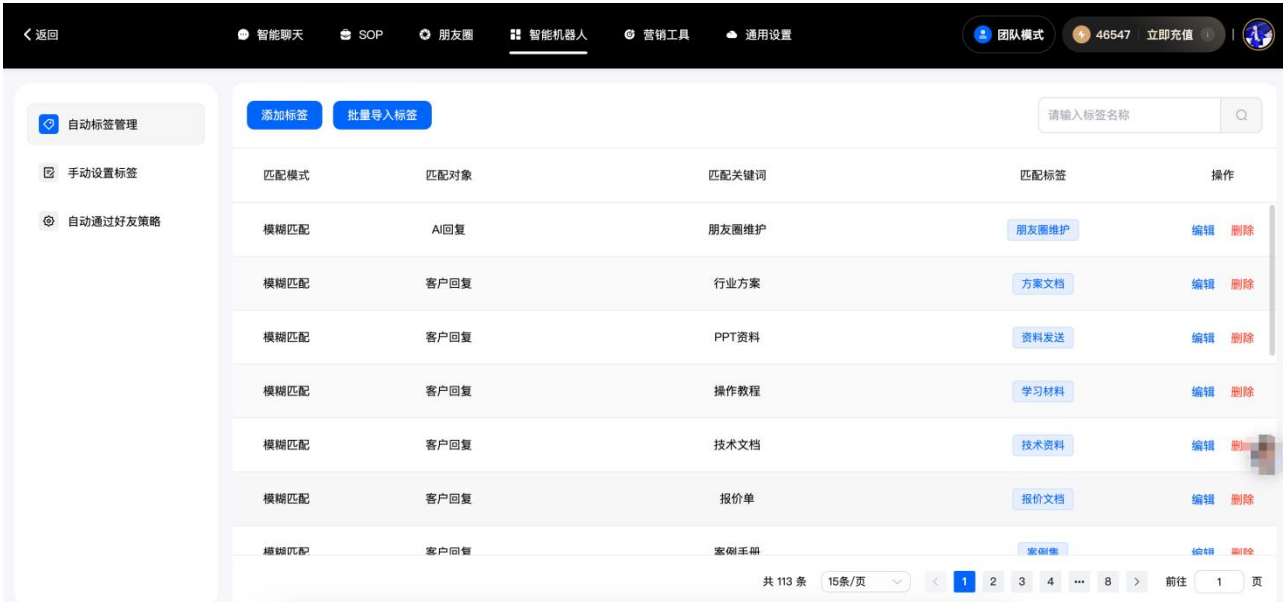 返回 智能聊天 SOP 朋友圈 智能机器人 营销工具 通用设置 团队模式 46547 立即充值
自动标签管理
手动设置标签
自动通过好友策略
添加标签 批量导入标签 请输入标签名称
匹配模式 匹配对象 匹配关键词 匹配标签 操作
模糊匹配 AI回复 朋友圈维护 朋友圈维护 编辑 删除
模糊匹配 客户回复 行业方案 方案文档 编辑 删除
模糊匹配 客户回复 PPT资料 资料发送 编辑 删除
模糊匹配 客户回复 操作教程 学习材料 编辑 删除
模糊匹配 客户回复 技术文档 技术资料 编辑 删
模糊匹配 客户回复 报价单 报价文档 编辑 删除
模糊匹配 客户回复 案例手册 案例集 编辑 删除
共 113 条 15条/页 1 2 3 4 ··· 8 前往 1 页